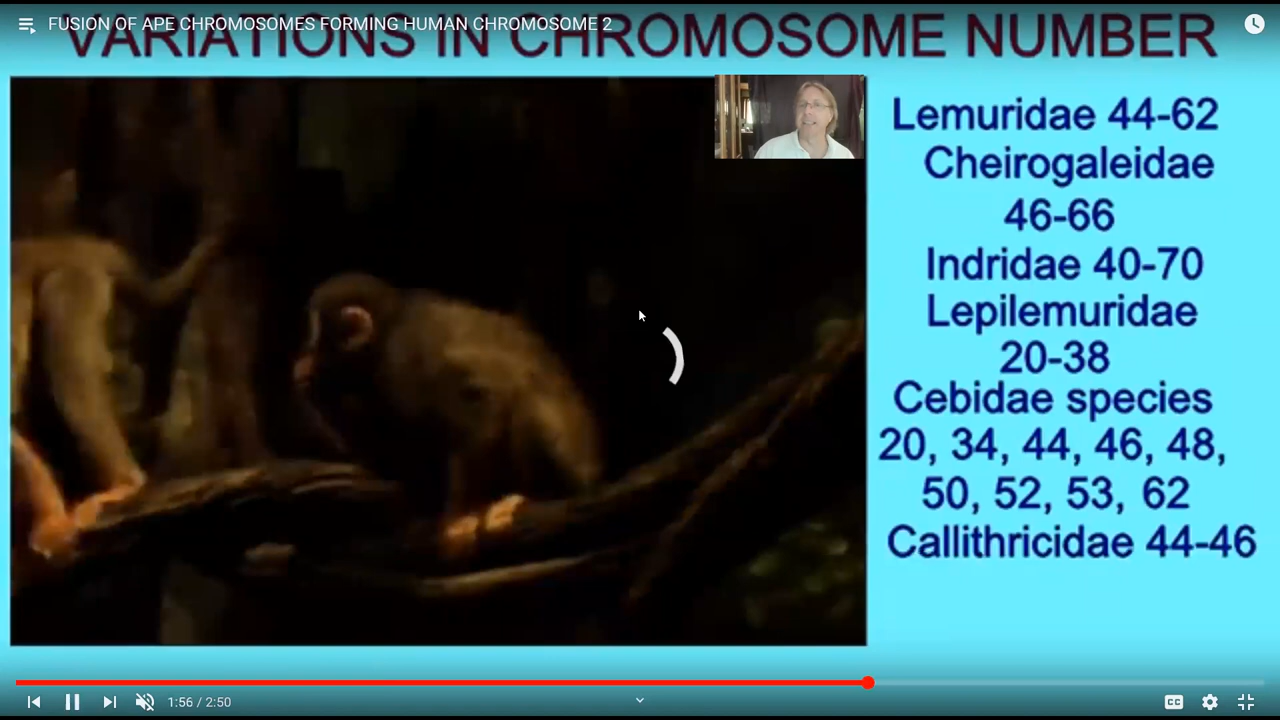 FUSION OF APE CHROMOSOMES FORMING HUMAN CHROMOSOME 2
VARIATIONS IN CHROMOSOME NUMBER
Lemuridae 44-62
Cheirogaleidae
46-66
Indridae 40-70
Lepilemuridae
20-38
Cebidae species
20, 34, 44, 46, 48,
50, 52, 53, 62
Callithricidae 44-46
1:56 / 2:50
CC